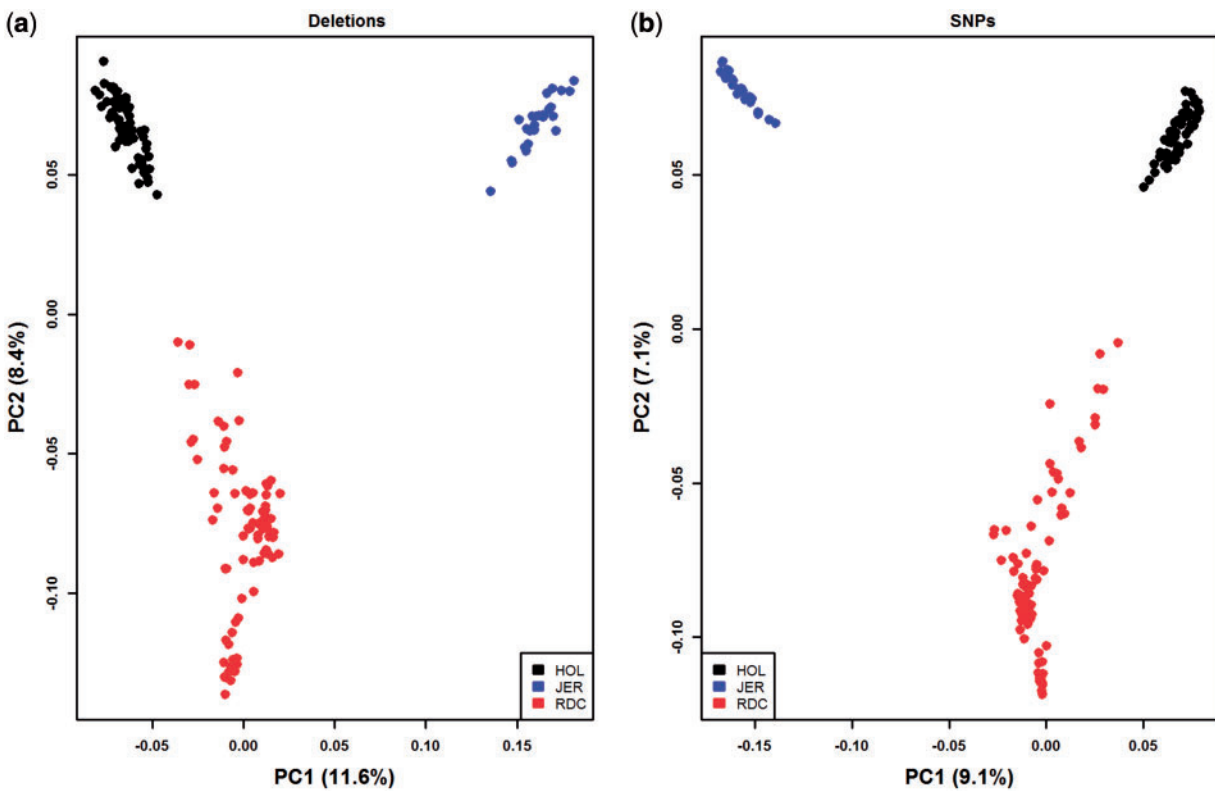 (a)
Deletions
PC2 (8.4%)
0.05
0.00
-0.05
-0.10
-0.05
0.00
0.05
0.10
0.15
PC1 (11.6%)
HOL
JER
RDC
(b)
SNPs
PC2 (7.1%)
0.05
0.00
-0.05
-0.10
-0.15
-0.10
-0.05
0.00
0.05
PC1 (9.1%)
HOL
JER
RDC